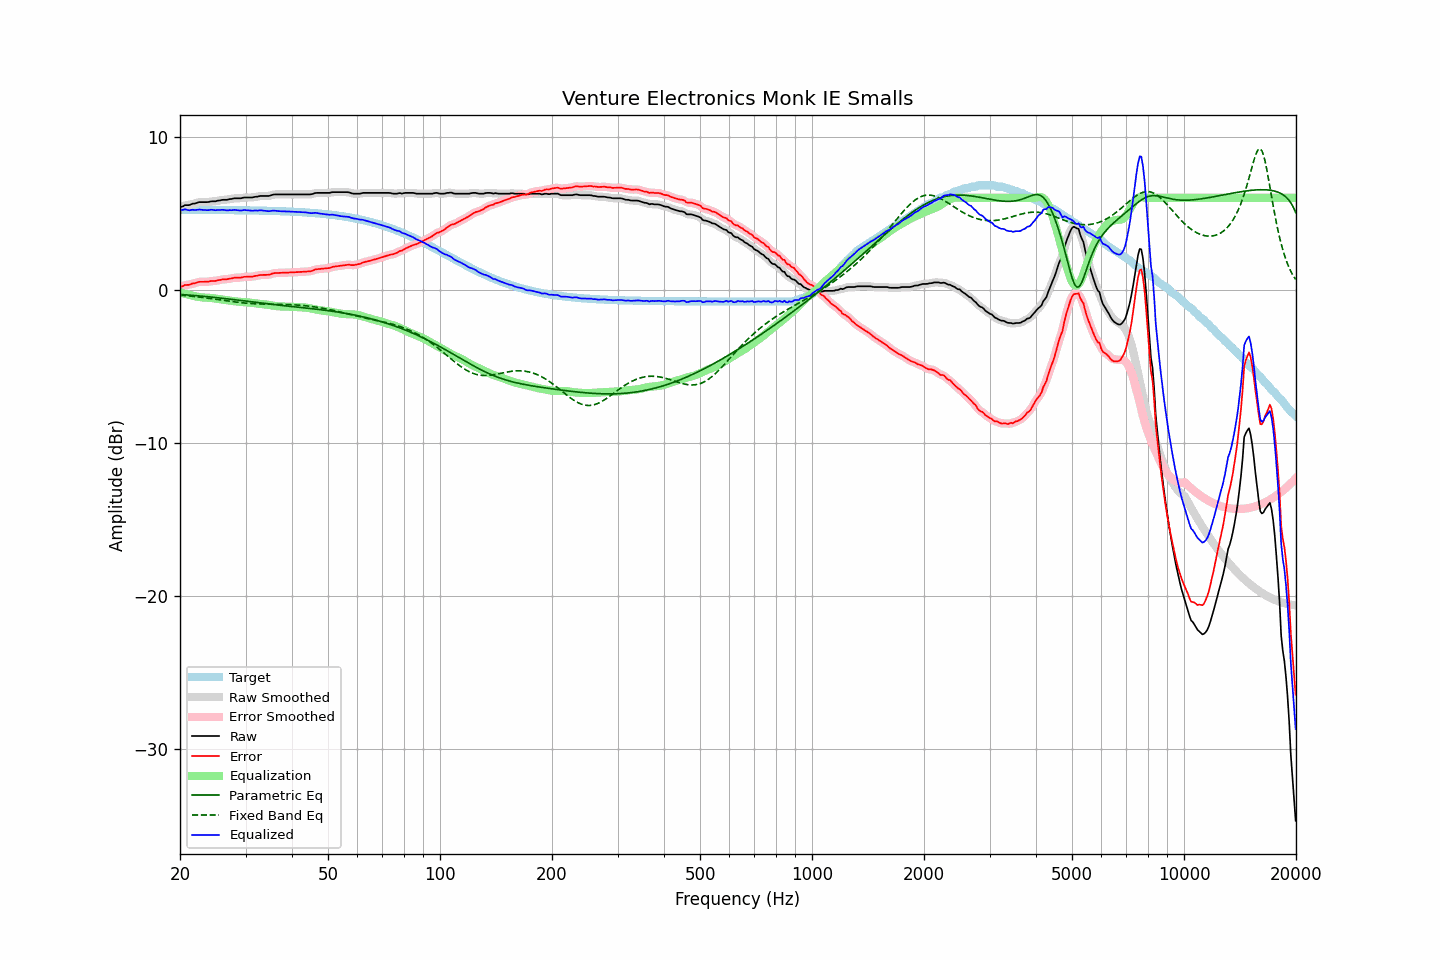 Venture Electronics Monk IE Smalls
10
0
−10
−20
−30
Amplitude (dBr)
Target
Raw Smoothed
Error Smoothed
Raw
Error
Equalization
Parametric Eq
Fixed Band Eq
Equalized
20 50 100 200 500 1000 2000 5000 10000 20000
Frequency (Hz)